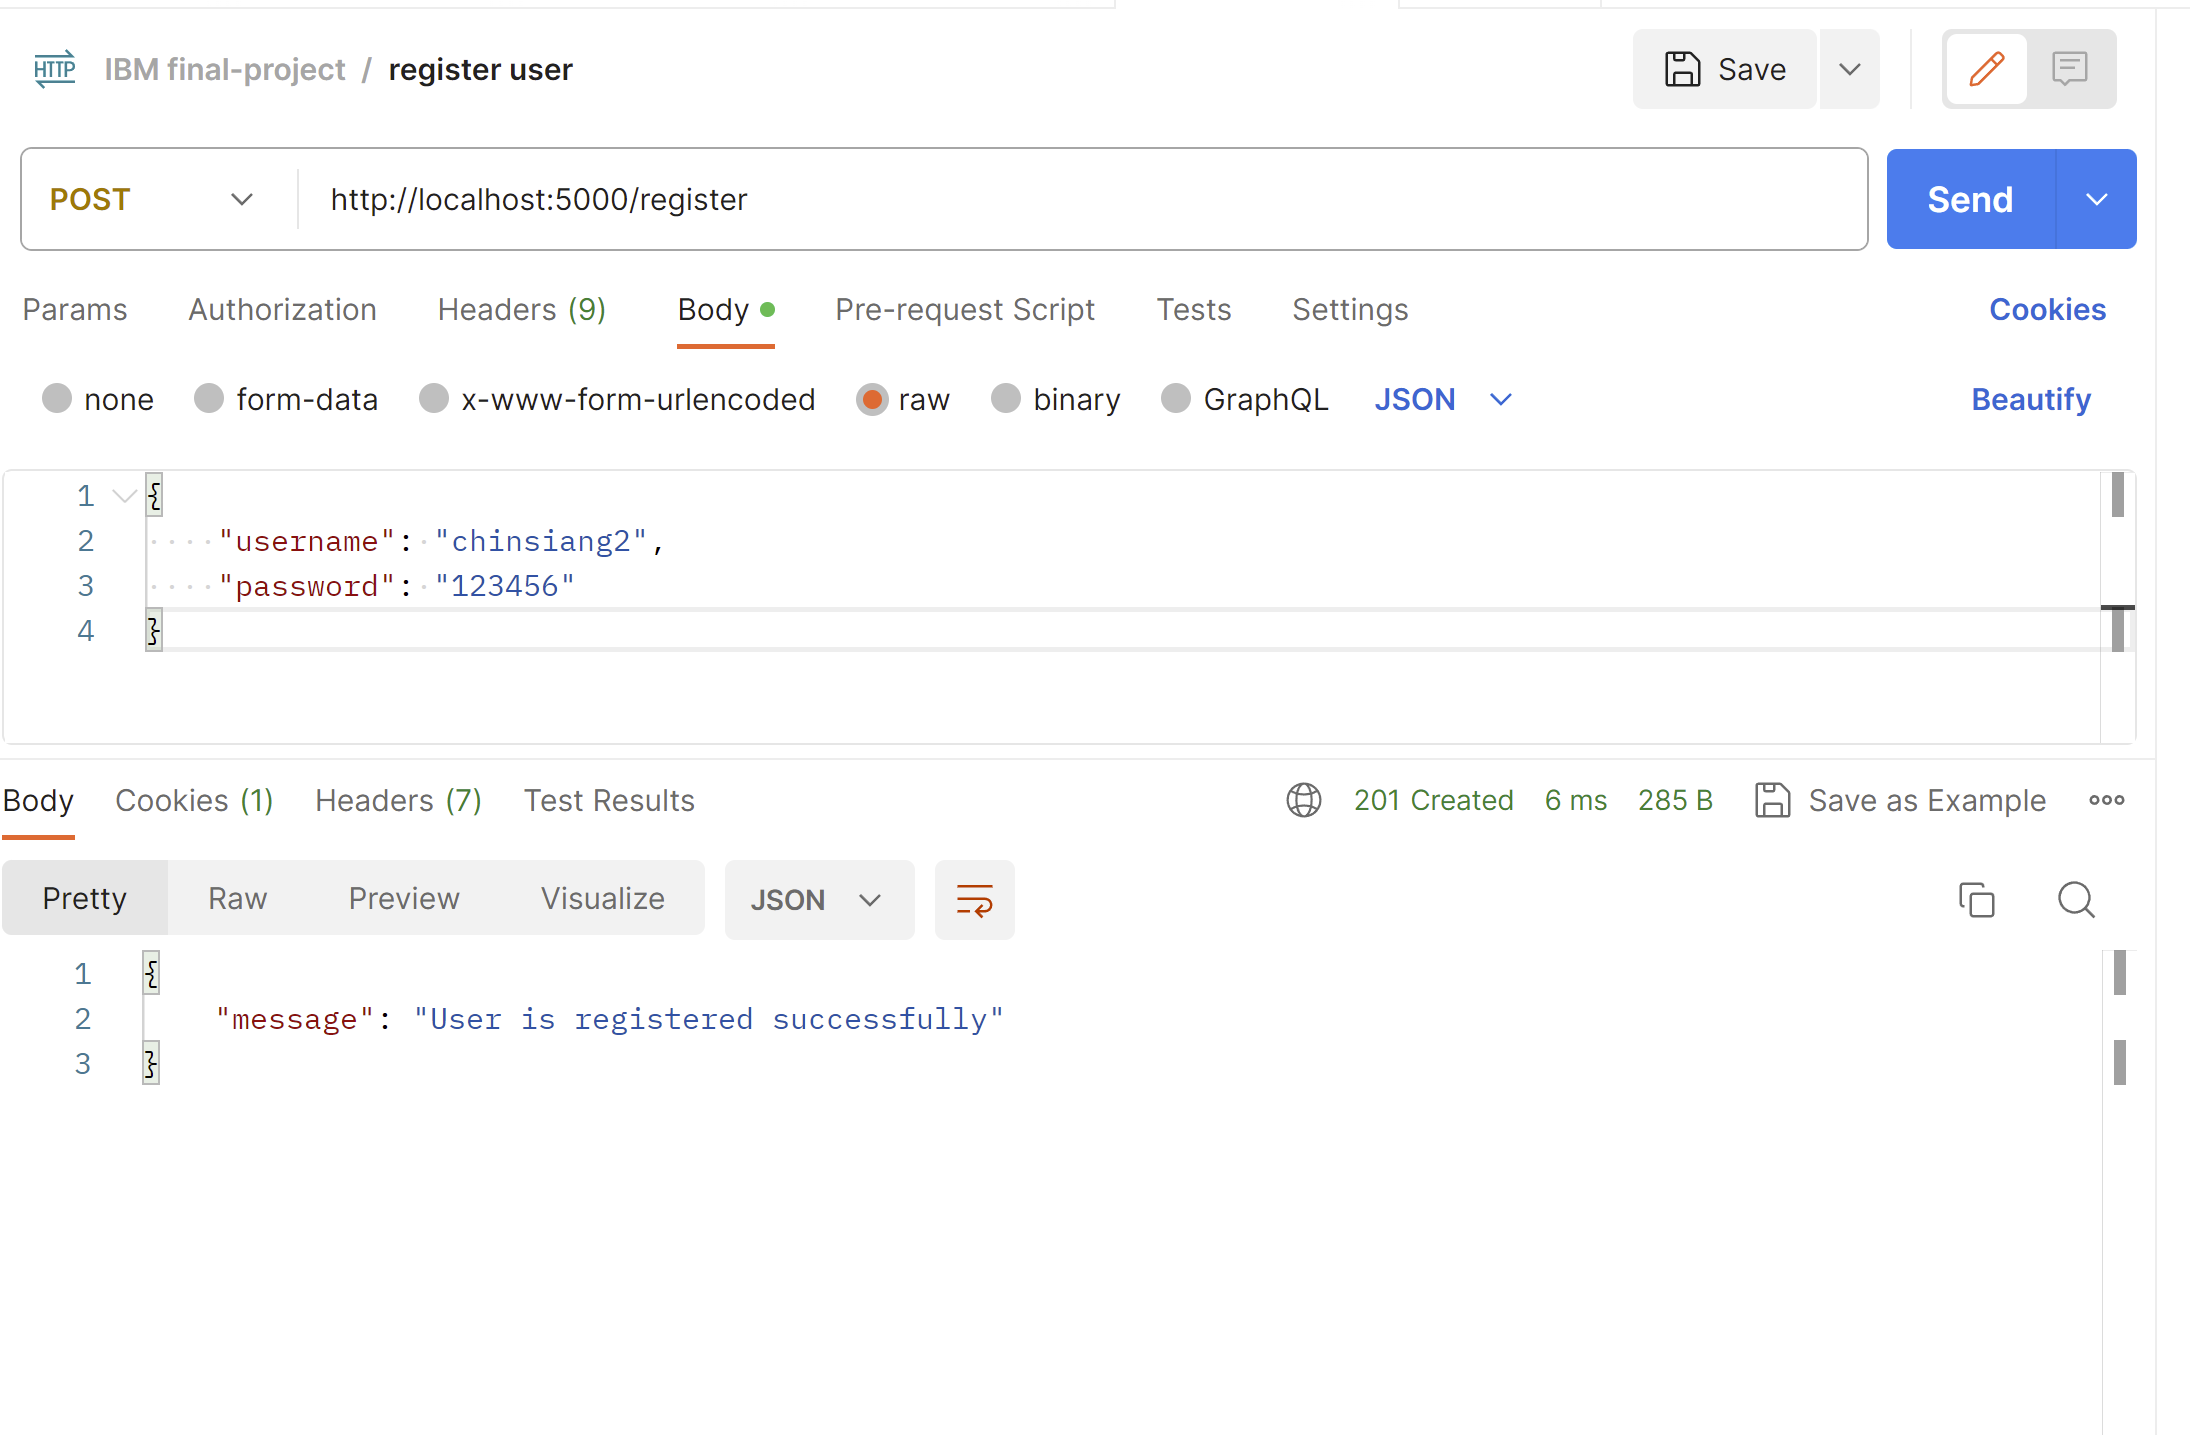 HTTP IBM final-project / register user Save
POST http://localhost:5000/register Send
Params Authorization Headers (9) Body Pre-request Script Tests Settings Cookies
none form-data x-www-form-urlencoded raw binary GraphQL JSON Beautify
1 {
2 "username": "chinsiang2",
3 "password": "123456"
4 }
Body Cookies (1) Headers (7) Test Results 201 Created 6 ms 285 B Save as Example
Pretty Raw Preview Visualize JSON
1 {
2 "message": "User is registered successfully"
3 }